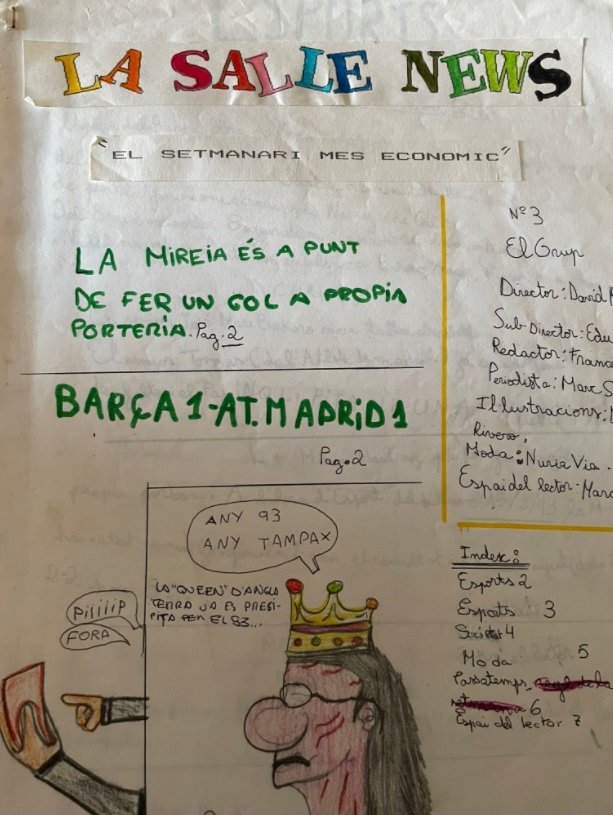 LA SALLE NEWS
"EL SETMANARI MES ECONOMIC"
LA MIREIA ÉS A PUNT
DE FER UN GOL A PROPIA
PORTERIA. Pag. 2
BARÇA 1-AT. MADRID 1
Pag. 2
ANY 93
ANY TAMPAX
LA "QUEEN" D'ANGLA
TERRA JA ES PRECI-
PITA PER EL 93...
PiiiiiP
FORA
Nº 3
El Grup
Director: David
Sub-Director: Edu
Redactor: France
Periodista: Marc S
Il·lustracions:
Rivero,
Moda: Nuria Via.
Espai del lector. Marc
Index:
Esports 2
Esports 3
Societat 4
Moda 5
Passatemps,
6
Espai del lector 7